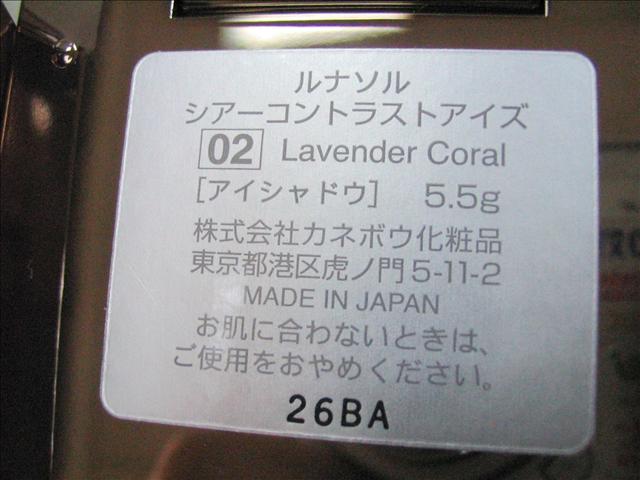 ルナソル
シアーコントラストアイズ
02 Lavender Coral
[アイシャドウ] 5.5g
株式会社カネボウ化粧品
東京都港区虎ノ門5-11-2
MADE IN JAPAN
お肌に合わないときは、
ご使用をおやめください。
26BA